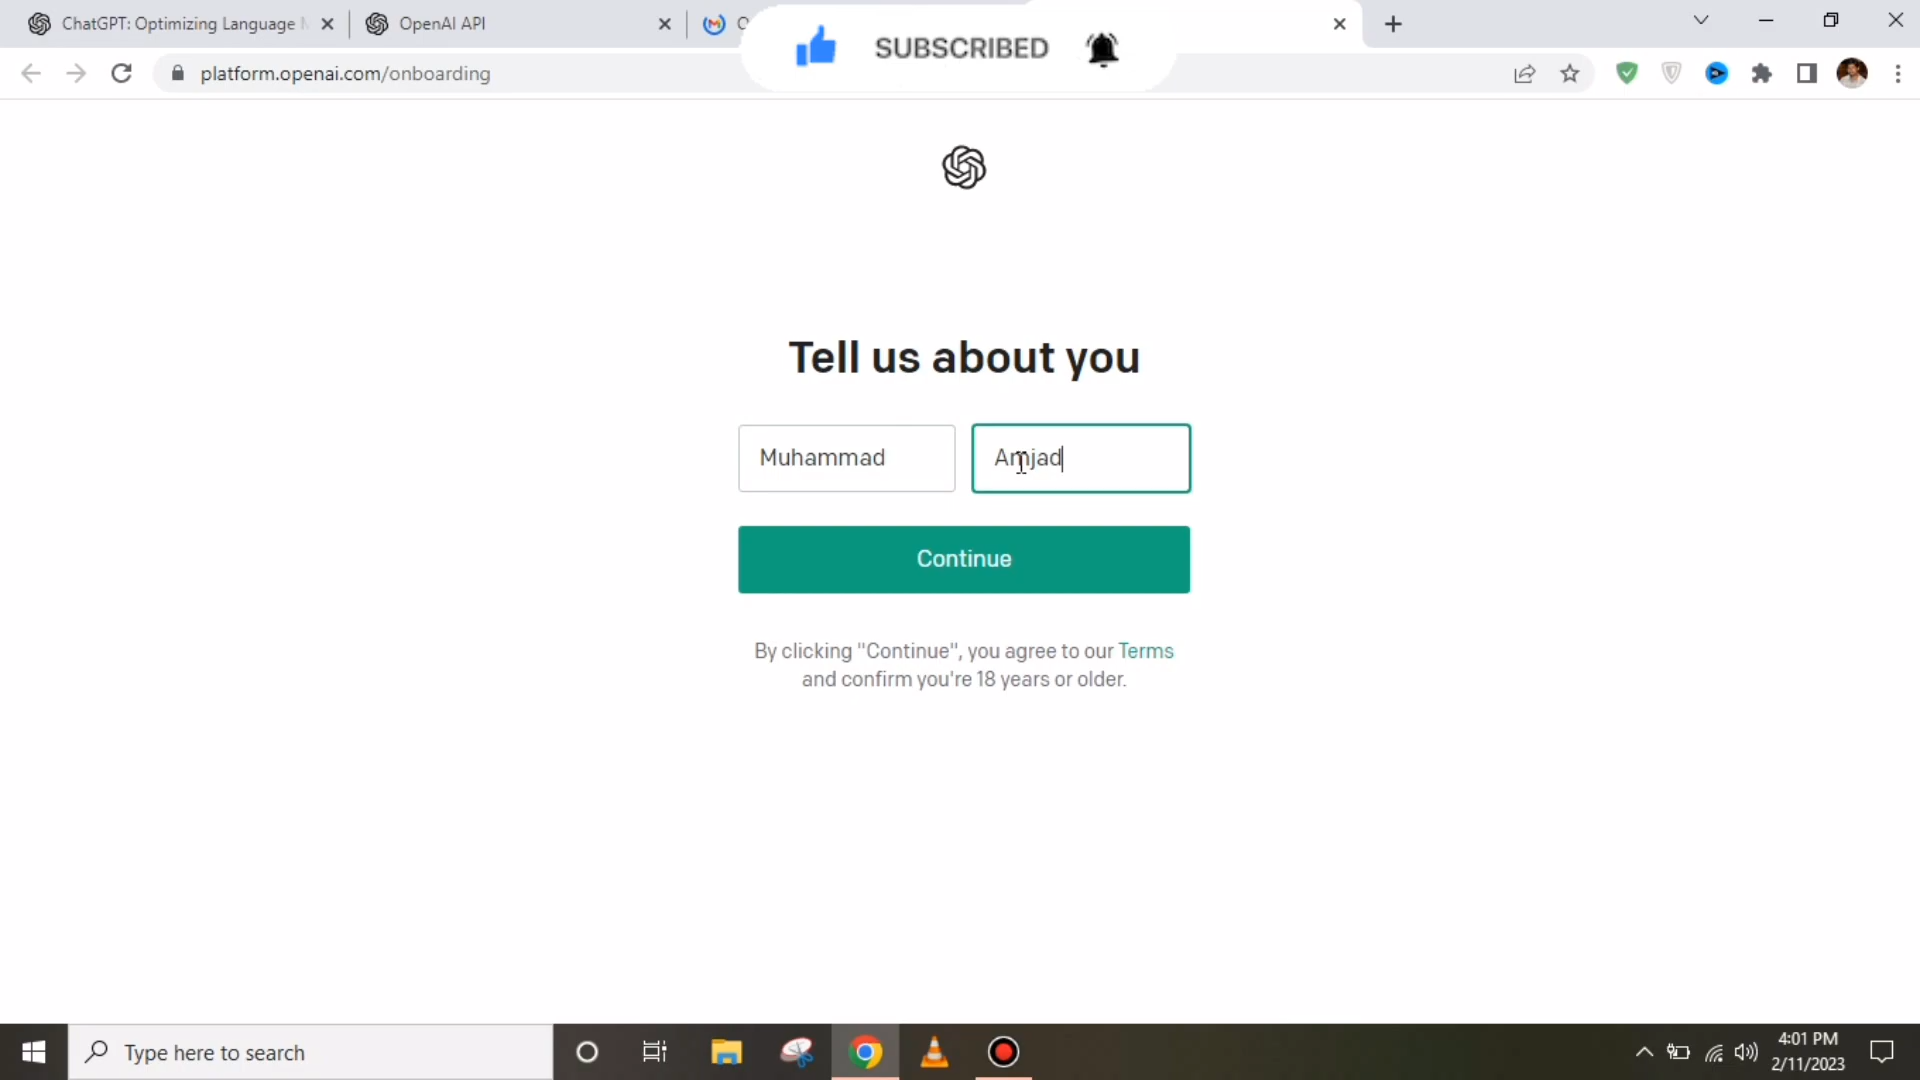 ChatGPT: Optimizing Language
OpenAI API
SUBSCRIBED
platform.openai.com/onboarding
Tell us about you
Muhammad
Amjad
Continue
By clicking "Continue", you agree to our Terms
and confirm you're 18 years or older.
Type here to search
4:01 PM
2/11/2023